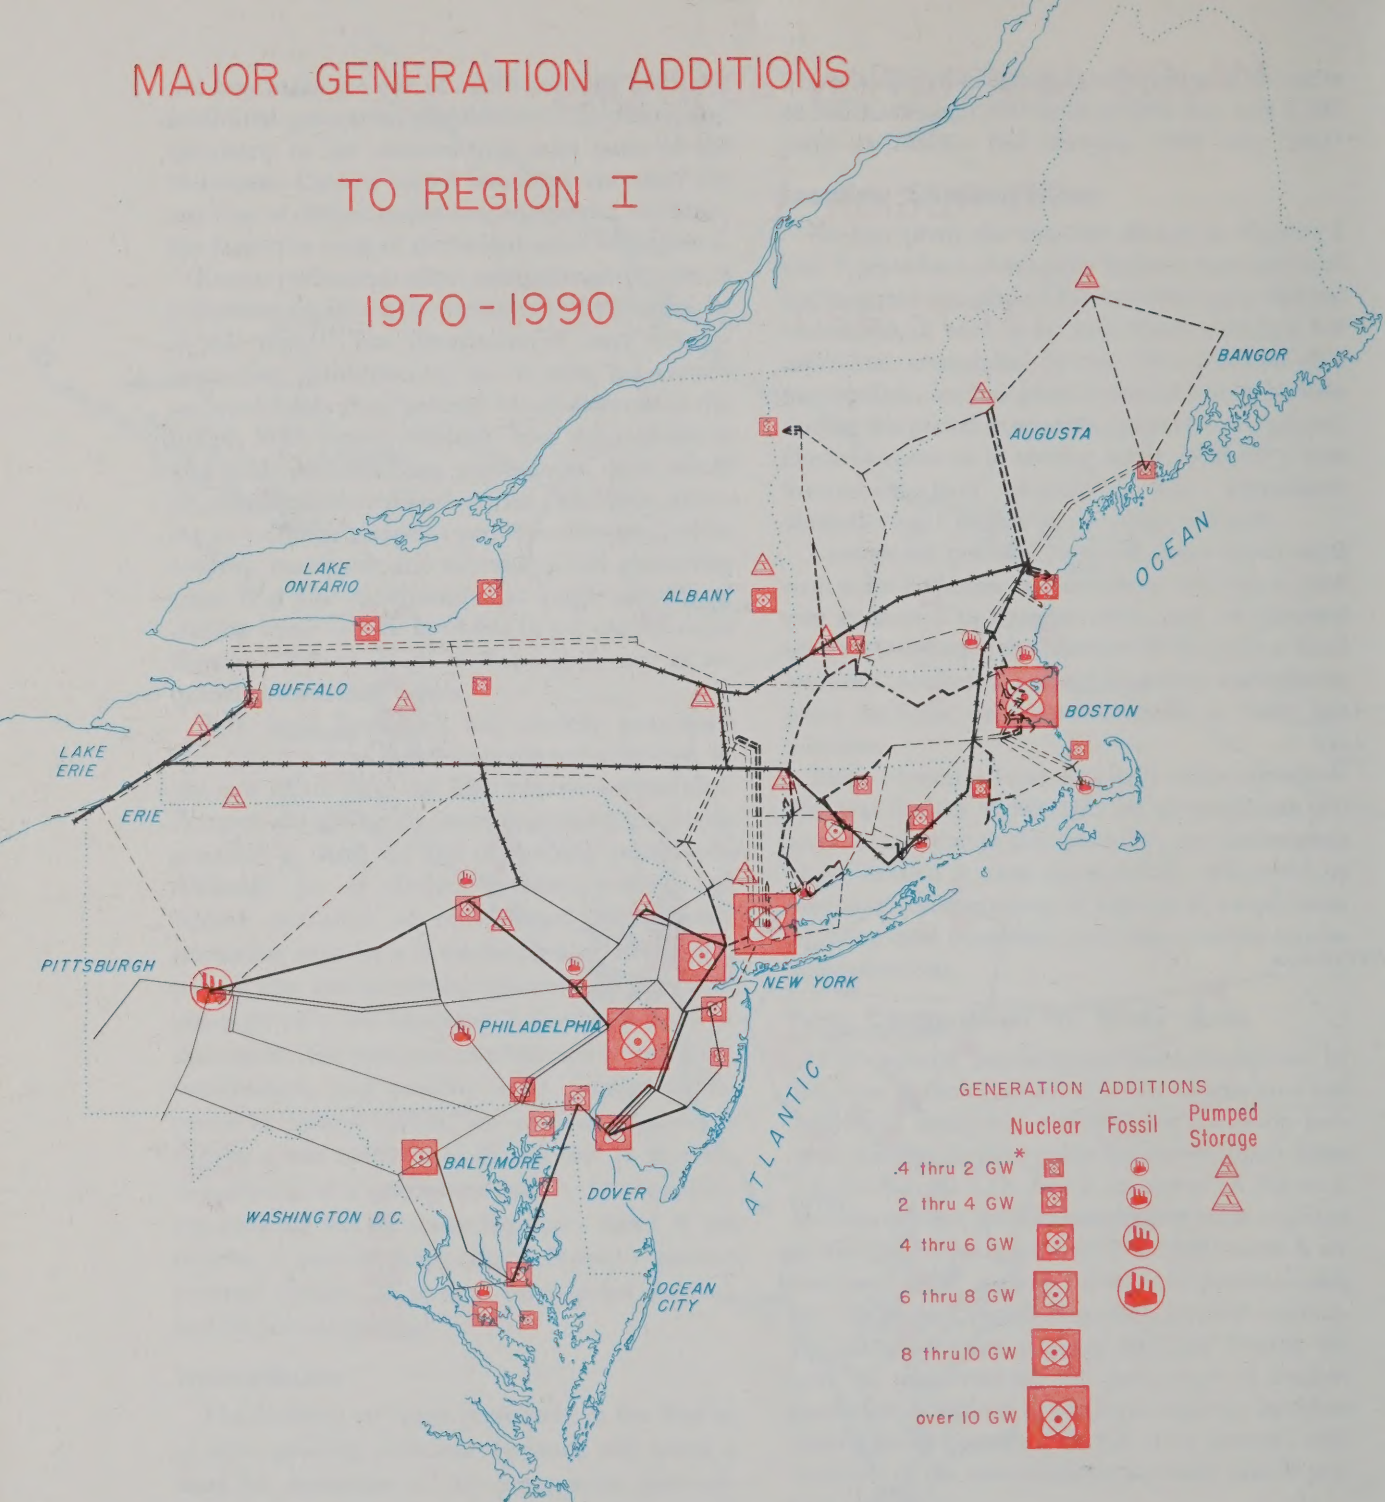 MAJOR GENERATION ADDITIONS
TO REGION I
1970-1990
BANGOR
AUGUSTA
OCEAN
LAKE
ONTARIO
ALBANY
BUFFALO
BOSTON
LAKE
ERIE
ERIE
PITTSBURGH
NEW YORK
PHILADELPHIA
ATLANTIC
BALTIMORE
DOVER
WASHINGTON D.C.
OCEAN
CITY
GENERATION ADDITIONS
Nuclear Fossil Pumped
Storage
.4 thru 2 GW*
2 thru 4 GW
4 thru 6 GW
6 thru 8 GW
8 thru 10 GW
over 10 GW